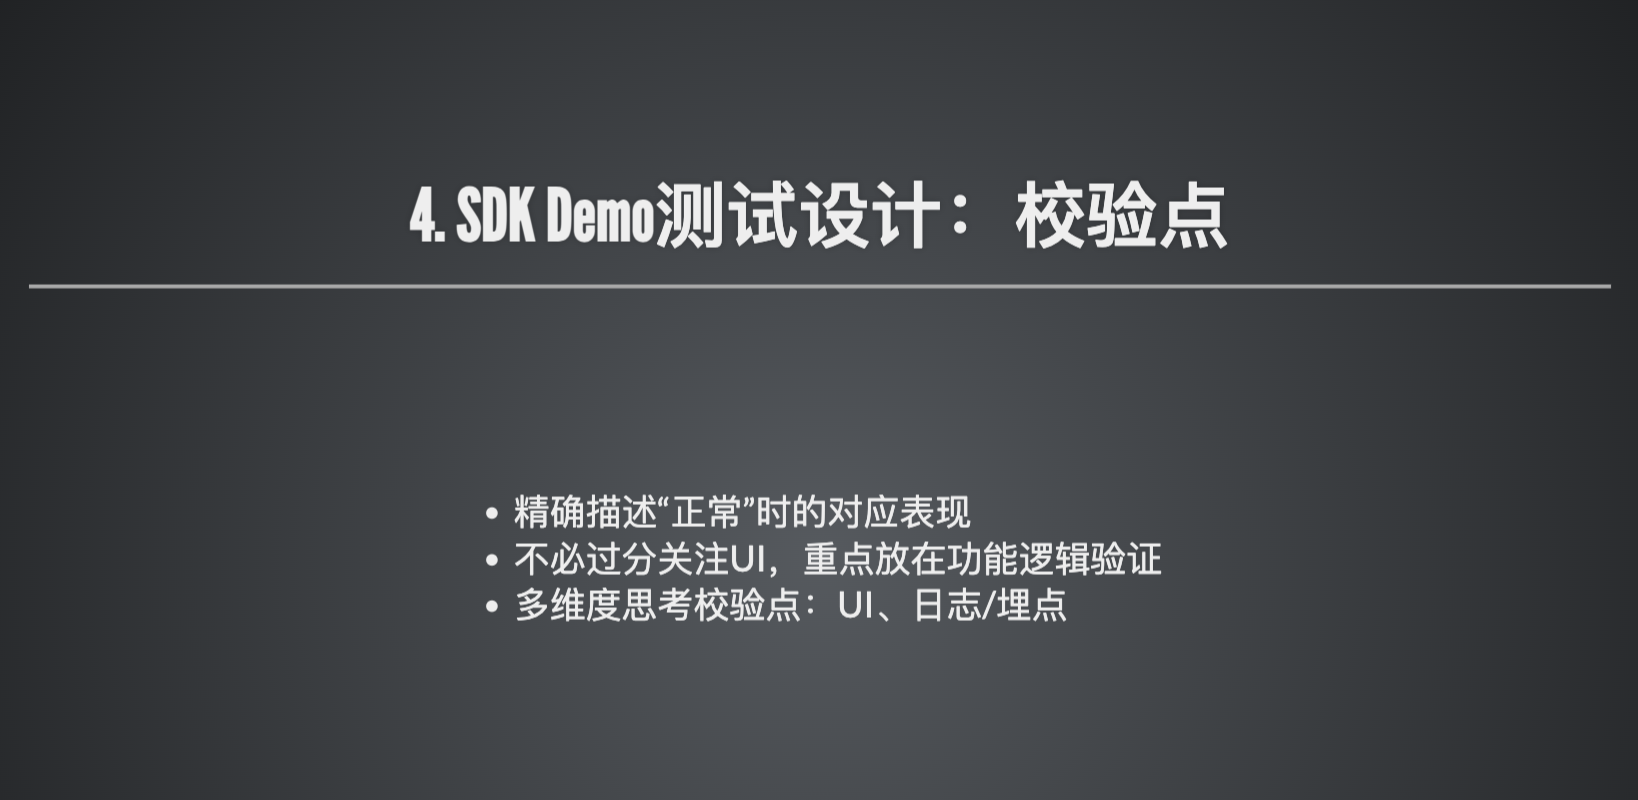 4. SDK Demo测试设计：校验点
• 精确描述“正常”时的对应表现
• 不必过分关注UI，重点放在功能逻辑验证
• 多维度思考校验点：UI、日志/埋点